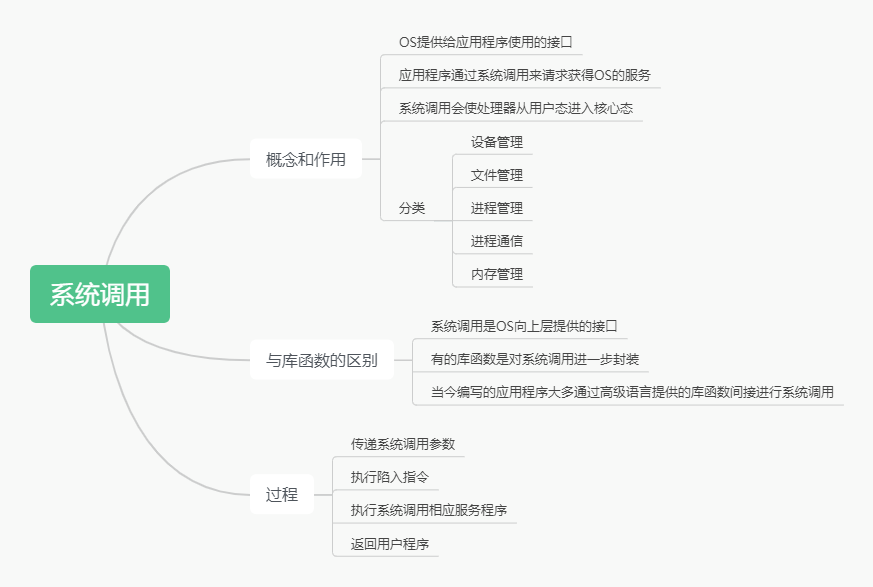 系统调用
概念和作用
OS提供给应用程序使用的接口
应用程序通过系统调用来请求获得OS的服务
系统调用会使处理器从用户态进入核心态
分类
设备管理
文件管理
进程管理
进程通信
内存管理
与库函数的区别
系统调用是OS向上层提供的接口
有的库函数是对系统调用进一步封装
当今编写的应用程序大多通过高级语言提供的库函数间接进行系统调用
过程
传递系统调用参数
执行陷入指令
执行系统调用相应服务程序
返回用户程序